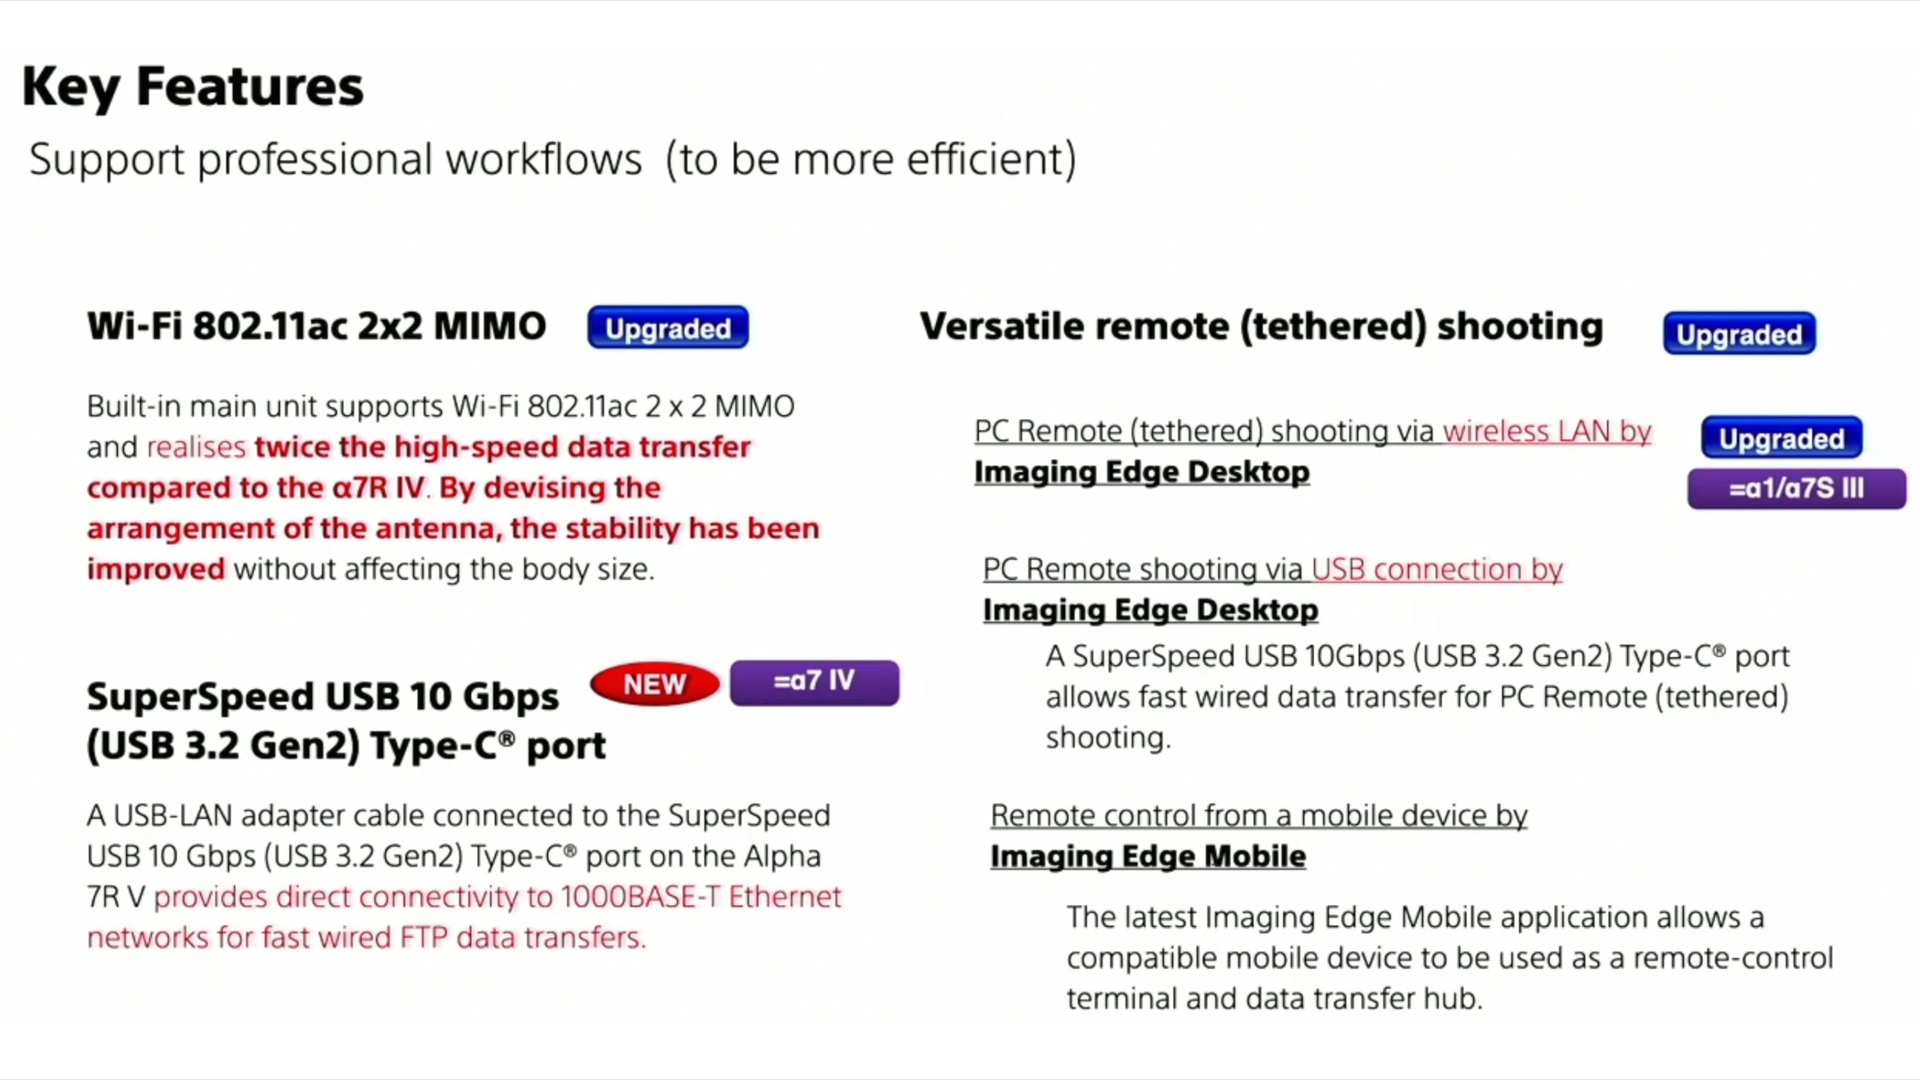 Key Features
Support professional workflows (to be more efficient)
Wi-Fi 802.11ac 2x2 MIMO Upgraded
Built-in main unit supports Wi-Fi 802.11ac 2 x 2 MIMO
and realises twice the high-speed data transfer
compared to the α7R IV. By devising the
arrangement of the antenna, the stability has been
improved without affecting the body size.
SuperSpeed USB 10 Gbps NEW =α7 IV
(USB 3.2 Gen2) Type-C® port
A USB-LAN adapter cable connected to the SuperSpeed
USB 10 Gbps (USB 3.2 Gen2) Type-C® port on the Alpha
7R V provides direct connectivity to 1000BASE-T Ethernet
networks for fast wired FTP data transfers.
Versatile remote (tethered) shooting Upgraded
PC Remote (tethered) shooting via wireless LAN by Upgraded
Imaging Edge Desktop =α1/α7S III
PC Remote shooting via USB connection by
Imaging Edge Desktop
A SuperSpeed USB 10Gbps (USB 3.2 Gen2) Type-C® port
allows fast wired data transfer for PC Remote (tethered)
shooting.
Remote control from a mobile device by
Imaging Edge Mobile
The latest Imaging Edge Mobile application allows a
compatible mobile device to be used as a remote-control
terminal and data transfer hub.